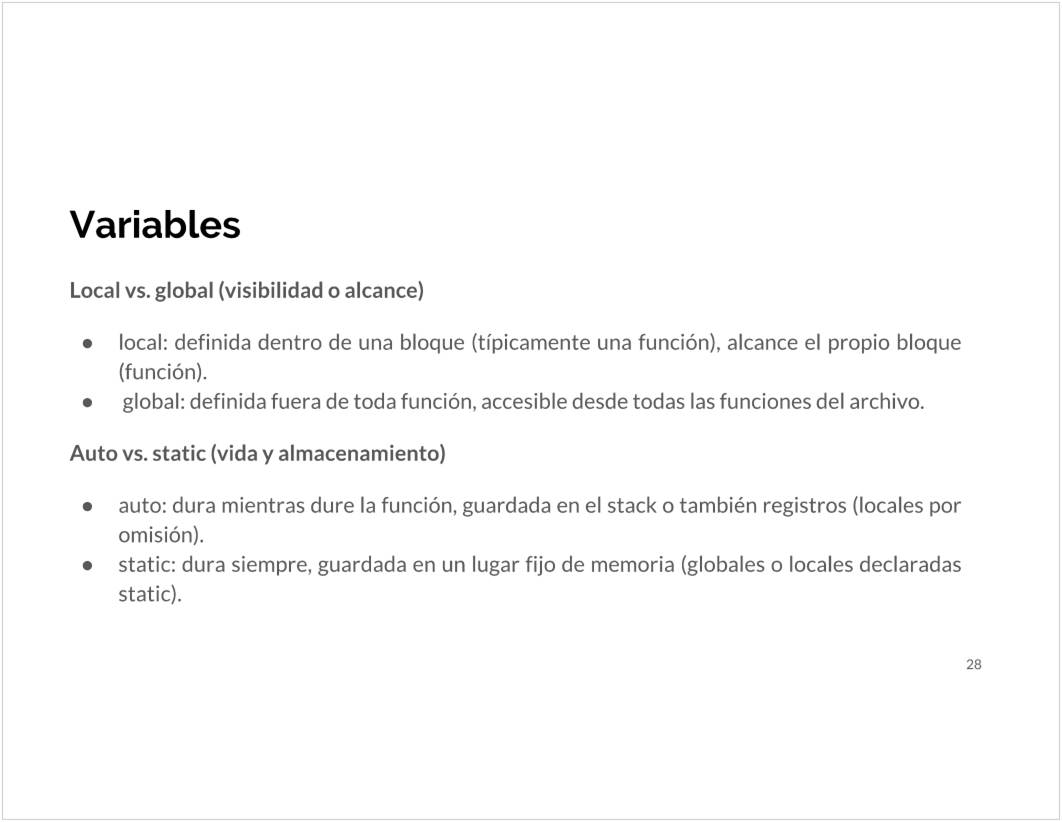 Variables
Local vs. global (visibilidad o alcance)
● local: definida dentro de una bloque (típicamente una función), alcance el propio bloque
(función).
● global: definida fuera de toda función, accesible desde todas las funciones del archivo.
Auto vs. static (vida y almacenamiento)
● auto: dura mientras dure la función, guardada en el stack o también registros (locales por
omisión).
● static: dura siempre, guardada en un lugar fijo de memoria (globales o locales declaradas
static).
28